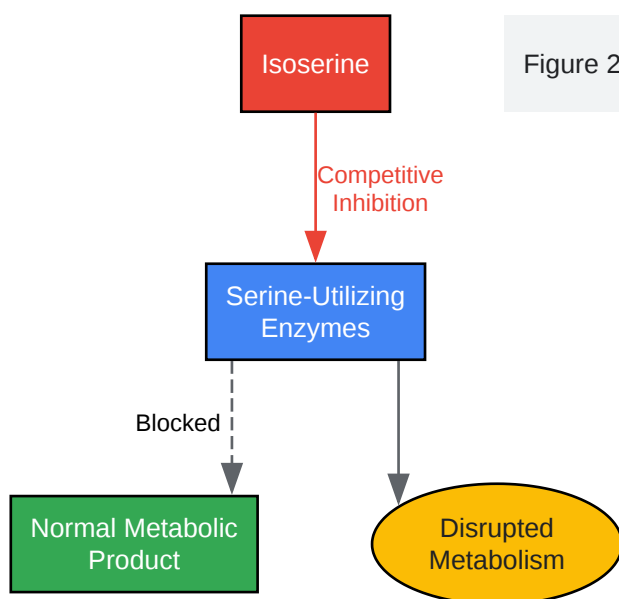 Isoserine
Figure 2
Competitive
Inhibition
Serine-Utilizing
Enzymes
Blocked
Normal Metabolic
Product
Disrupted
Metabolism